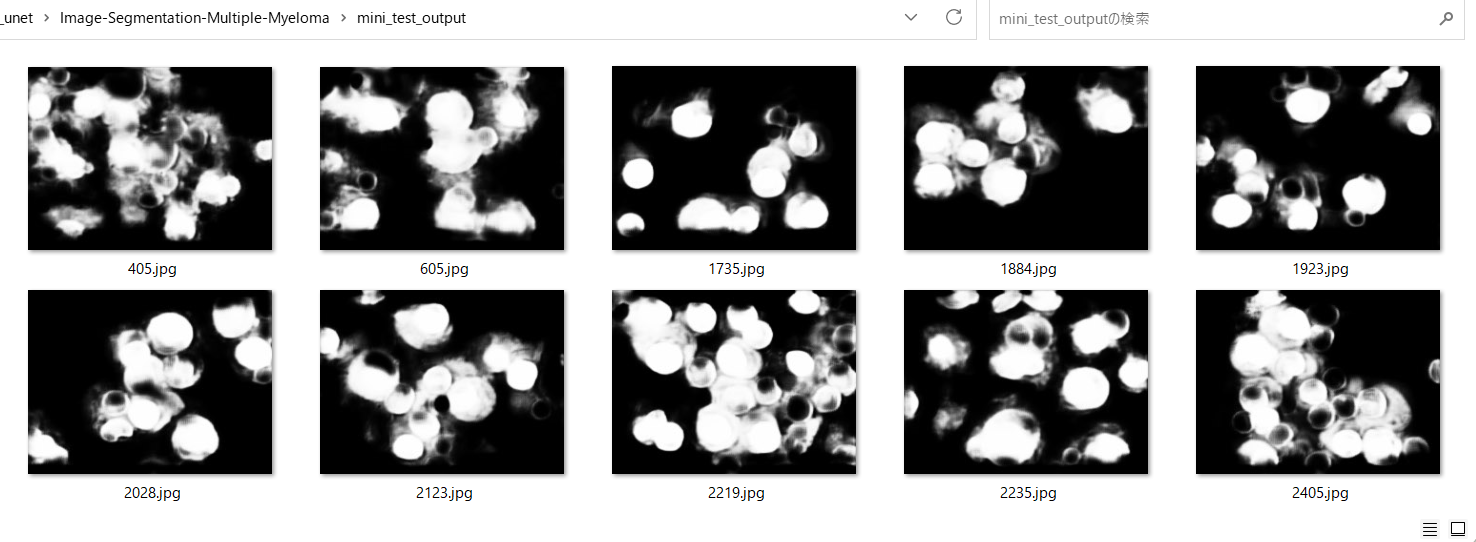 _unet > Image-Segmentation-Multiple-Myeloma > mini_test_output
mini_test_outputの検索
405.jpg
605.jpg
1735.jpg
1884.jpg
1923.jpg
2028.jpg
2123.jpg
2219.jpg
2235.jpg
2405.jpg